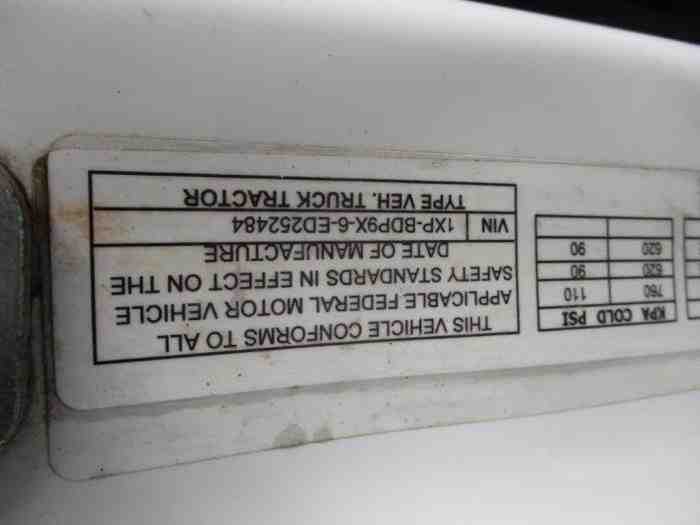 KPA COLD PSI
760 110
620 90
620 90
THIS VEHICLE CONFORMS TO ALL
APPLICABLE FEDERAL MOTOR VEHICLE
SAFETY STANDARDS IN EFFECT ON THE
DATE OF MANUFACTURE
VIN 1XP-BDP9X-6-ED252484
TYPE VEH. TRUCK TRACTOR